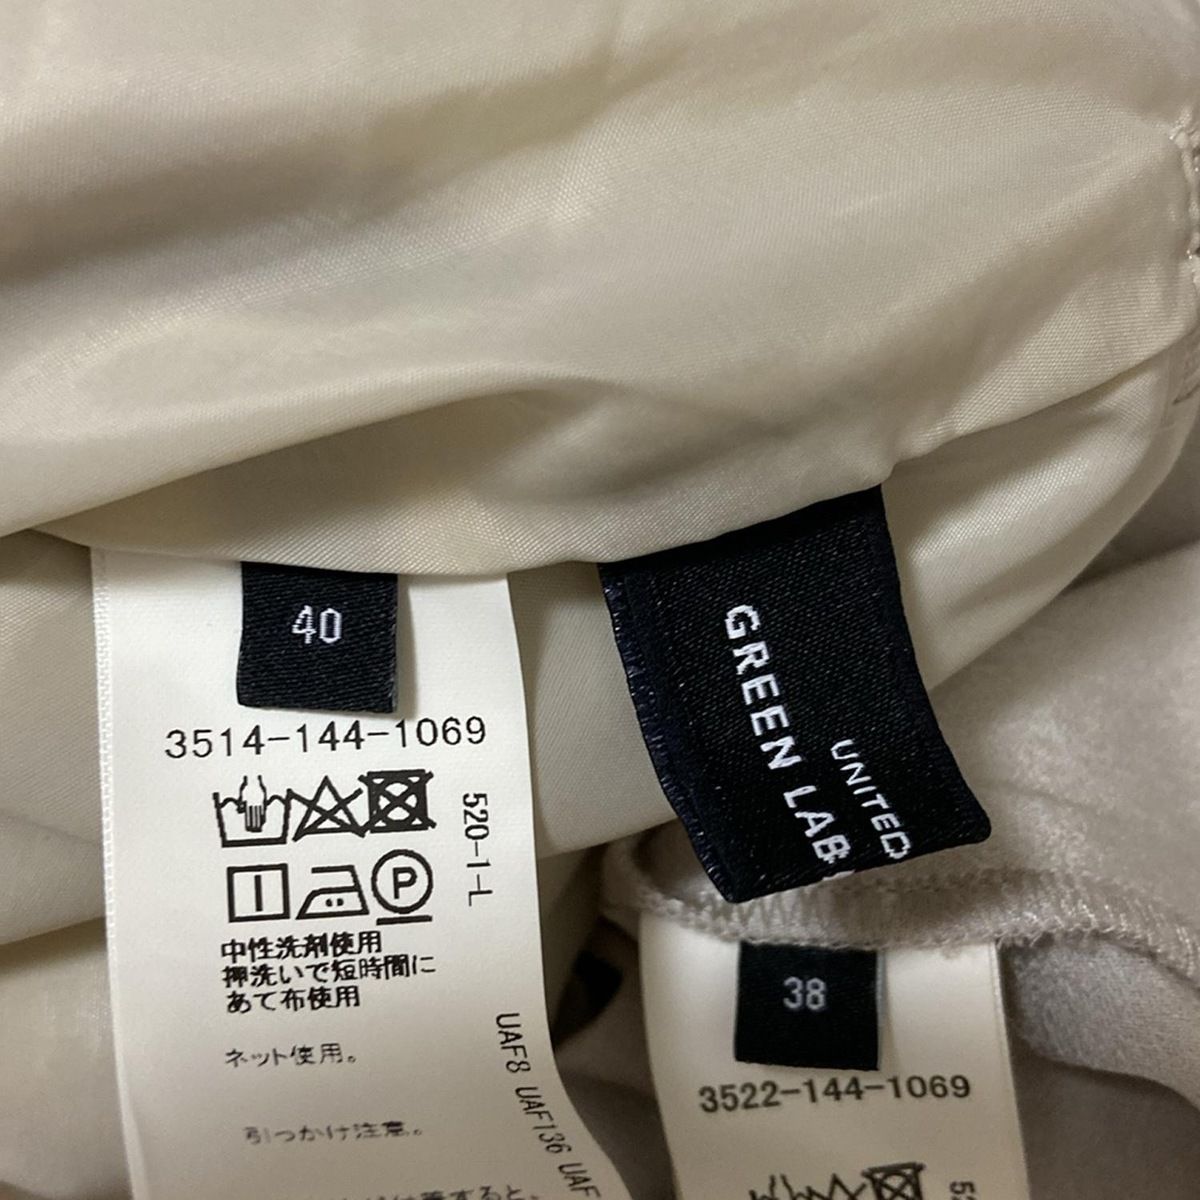 40
3514-144-1069
520-1-L
P
中性洗剤使用
押洗いで短時間に
あて布使用
ネット使用。
引つかけ注意。
UAF8 UAF136 UAF
UNITED
GREEN LAB
38
3522-144-1069